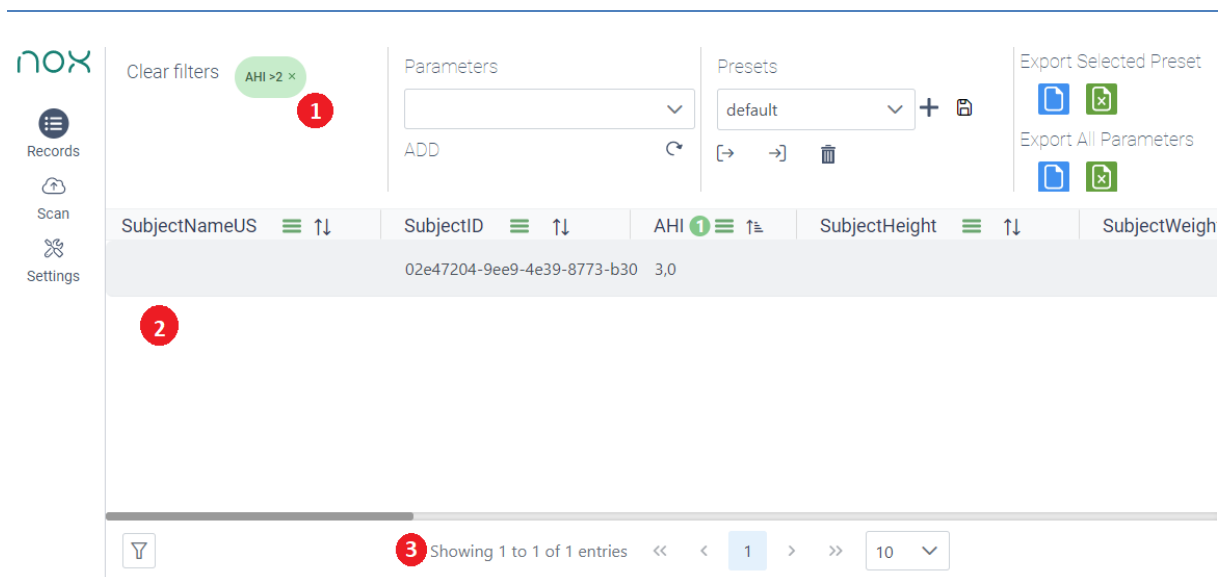 nox
Records
Scan
Settings
Clear filters
AHI >2 ×
1
Parameters
ADD
Presets
default
Export Selected Preset
Export All Parameters
SubjectNameUS SubjectID AHI 1 SubjectHeight SubjectWeigh
02e47204-9ee9-4e39-8773-b30 3,0
2
3 Showing 1 to 1 of 1 entries « < 1 > » 10